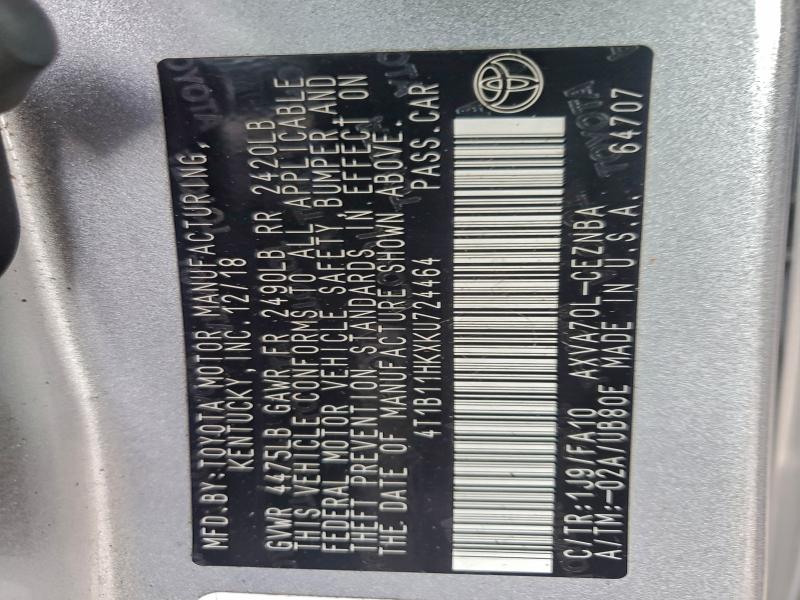 MFD.BY:TOYOTA MOTOR MANUFACTURING,
KENTUCKY, INC. 12/18
GVWR 4475LB GAWR FR 2490LB RR 2420LB
THIS VEHICLE CONFORMS TO ALL APPLICABLE
FEDERAL MOTOR VEHICLE SAFETY BUMPER, AND
THEFT PREVENTION STANDARDS IN EFFECT ON
THE DATE OF MANUFACTURE SHOWN ABOVE.
4T1B11HKXKU724464 PASS.CAR
C/TR:1J9/FA10 AXVA70L-CEZNBA
A/TM:-02A/UB80E MADE IN U.S.A.
64707